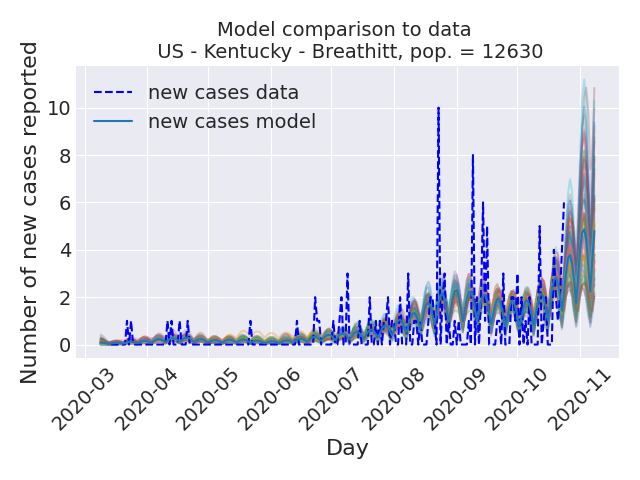 Model comparison to data
US - Kentucky - Breathitt, pop. = 12630
Number of new cases reported
new cases data
new cases model
10
8
6
4
2
0
2020-03
2020-04
2020-05
2020-06
2020-07
2020-08
2020-09
2020-10
2020-11
Day